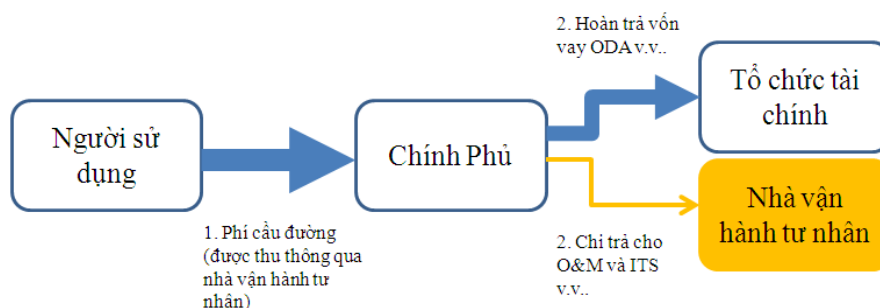 Người sử
dụng
1. Phí cầu đường
(được thu thông qua
nhà vận hành tư
nhân)
Chính Phủ
2. Hoàn trả vốn
vay ODA v.v..
Tổ chức tài
chính
2. Chi trả cho
O&M và ITS
v.v..
Nhà vận
hành tư nhân